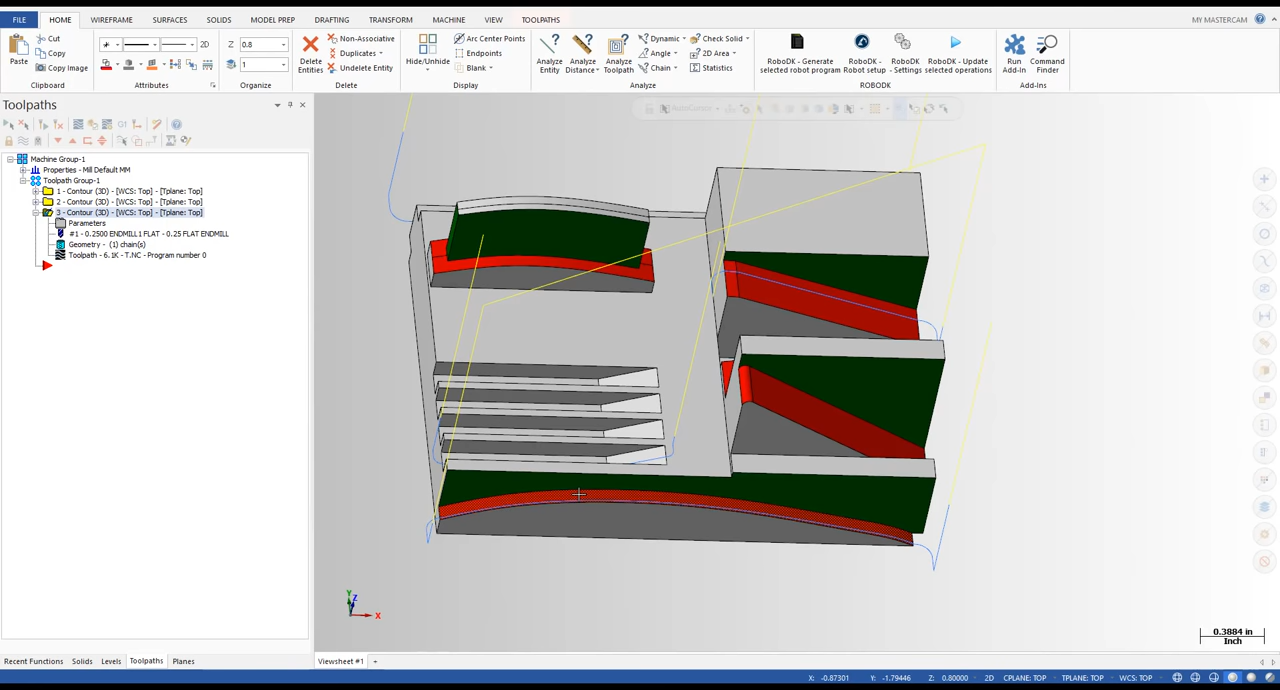 FILE HOME WIREFRAME SURFACES SOLIDS MODEL PREP DRAFTING TRANSFORM MACHINE VIEW TOOLPATHS MY MASTERCAM
Paste
Cut
Copy
Copy Image
Clipboard
2D
Attributes
Z 0.8
1
Organize
Delete Entities
Non-Associative
Duplicates
Undelete Entity
Delete
Hide/Unhide
Arc Center Points
Endpoints
Blank
Display
Analyze Entity
Analyze Distance
Analyze Toolpath
Dynamic
Angle
Chain
Check Solid
2D Area
Statistics
Analyze
RoboDK - Generate selected robot program
RoboDK - Robot setup
RoboDK - Settings
RoboDK - Update selected operations
ROBODK
Run Add-In
Command Finder
Add-Ins
Toolpaths
AutoCursor
Machine Group-1
Properties - Mill Default MM
Toolpath Group-1
1 - Contour (3D) - [WCS: Top] - [Tplane: Top]
2 - Contour (3D) - [WCS: Top] - [Tplane: Top]
3 - Contour (3D) - [WCS: Top] - [Tplane: Top]
Parameters
#1 - 0.2500 ENDMILL1 FLAT - 0.25 FLAT ENDMILL
Geometry - (1) chain(s)
Toolpath - 6.1K - T.NC - Program number 0
Y
Z
X
0.3884 in
Inch
Recent Functions Solids Levels Toolpaths Planes
Viewsheet #1 +
X: -0.87301 Y: -1.79446 Z: 0.80000 2D CPLANE: TOP TPLANE: TOP WCS: TOP